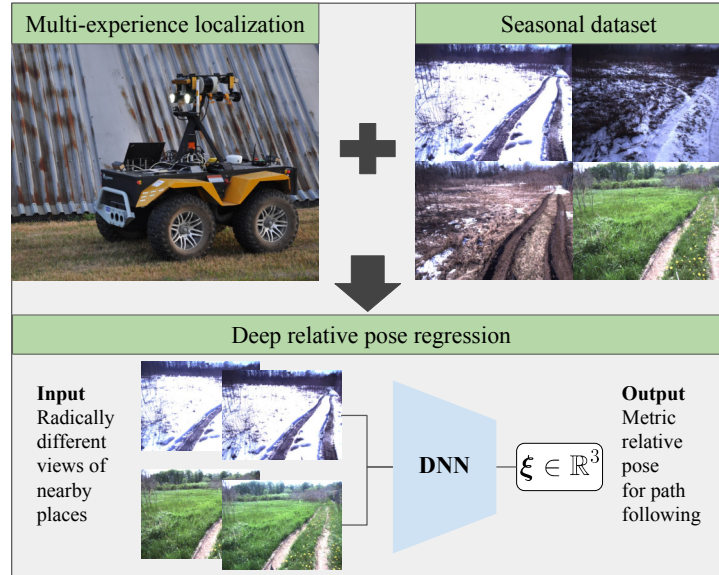 Multi-experience localization
Seasonal dataset
Deep relative pose regression
Input
Radically
different
views of
nearby
places
DNN
ξ ∈ ℝ³
Output
Metric
relative
pose
for path
following